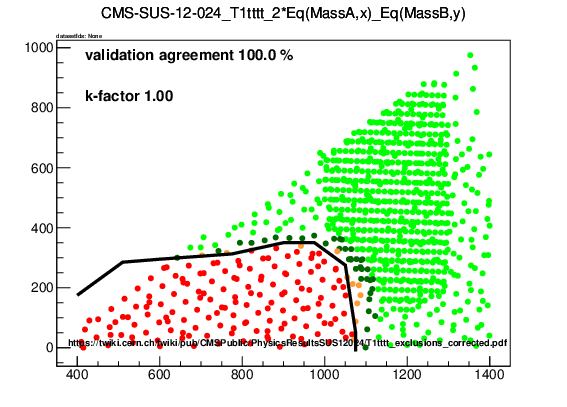 CMS-SUS-12-024_T1tttt_2*Eq(MassA,x)_Eq(MassB,y)
datasetIds: None
1000
validation agreement 100.0 %
k-factor 1.00
800
600
400
200
0
https://twiki.cern.ch/twiki/pub/CMSPublic/PhysicsResultsSUS12024/T1tttt_exclusions_corrected.pdf
400 600 800 1000 1200 1400